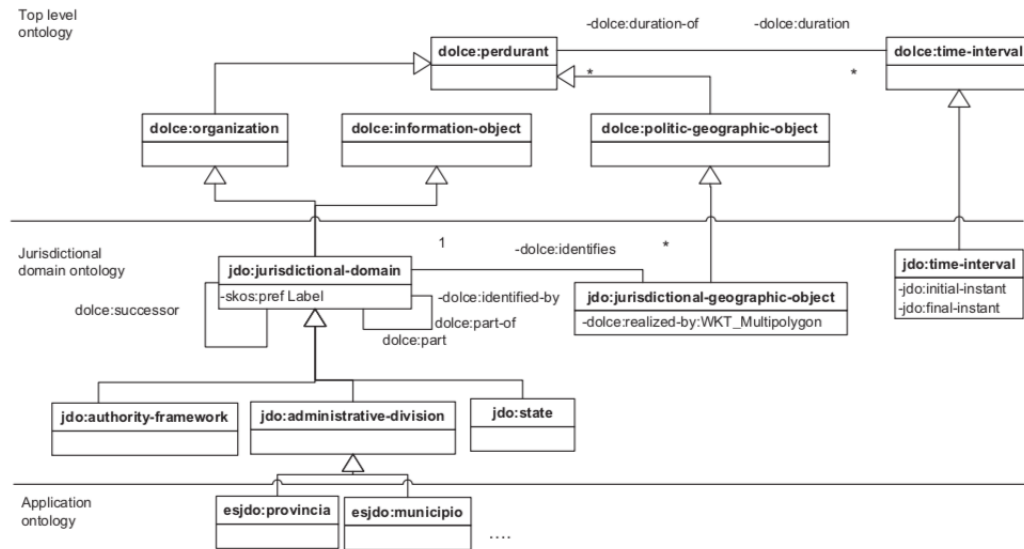 Top level
ontology
-dolce:duration-of
-dolce:duration
dolce:perdurant
dolce:time-interval
*
*
dolce:organization
dolce:information-object
dolce:politic-geographic-object
Jurisdictional
domain ontology
1
-dolce:identifies
*
jdo:jurisdictional-domain
jdo:time-interval
-skos:pref Label
-dolce:identified-by
jdo:jurisdictional-geographic-object
-jdo:initial-instant
dolce:successor
dolce:part-of
-dolce:realized-by:WKT_Multipolygon
-jdo:final-instant
dolce:part
jdo:authority-framework
jdo:administrative-division
jdo:state
Application
ontology
esjdo:provincia
esjdo:municipio
....